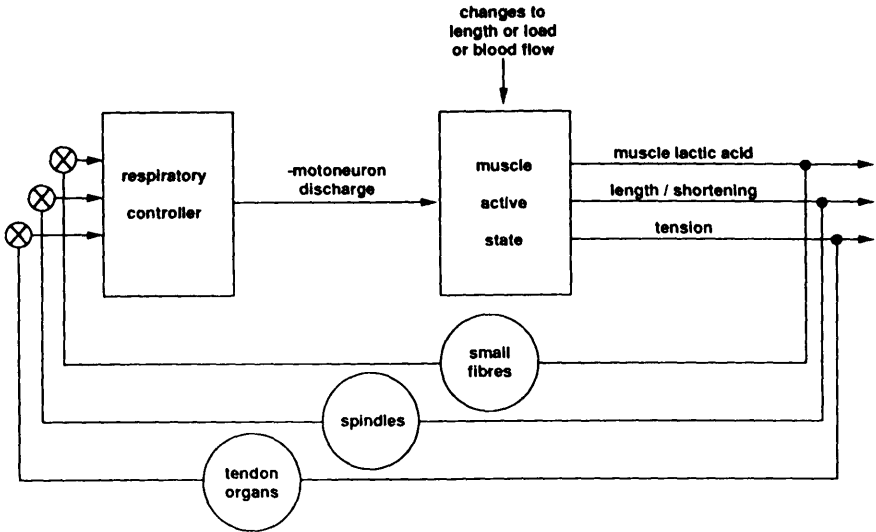 changes to
length or load
or blood flow
respiratory
controller
-motoneuron
discharge
muscle
active
state
muscle lactic acid
length / shortening
tension
small
fibres
spindles
tendon
organs